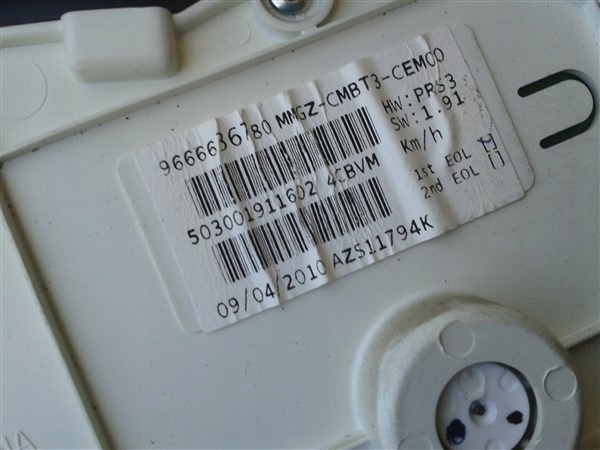 9666636780 MMGZ-CMBT3-CEM00
HW:PRS3
SW:1.91
Km/h
503001911602 4CBVM
1st EOL
2nd EOL []
09/04/2010 AZS11794K